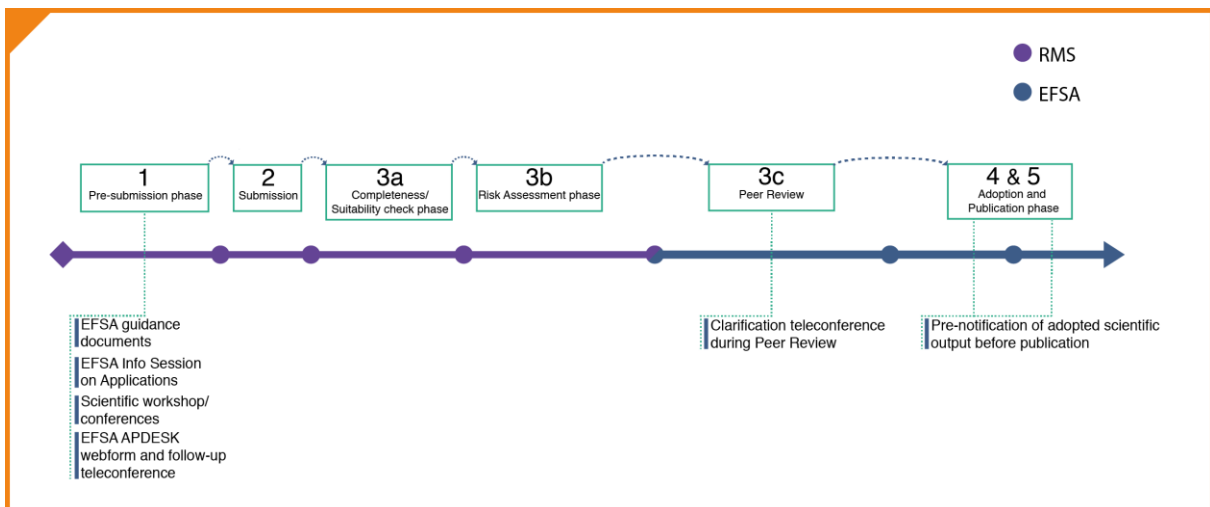 RMS
EFSA
1
Pre-submission phase
2
Submission
3a
Completeness/
Suitability check phase
3b
Risk Assessment phase
3c
Peer Review
4 & 5
Adoption and
Publication phase
EFSA guidance
documents
EFSA Info Session
on Applications
Scientific workshop/
conferences
EFSA APDESK
webform and follow-up
teleconference
Clarification teleconference
during Peer Review
Pre-notification of adopted scientific
output before publication